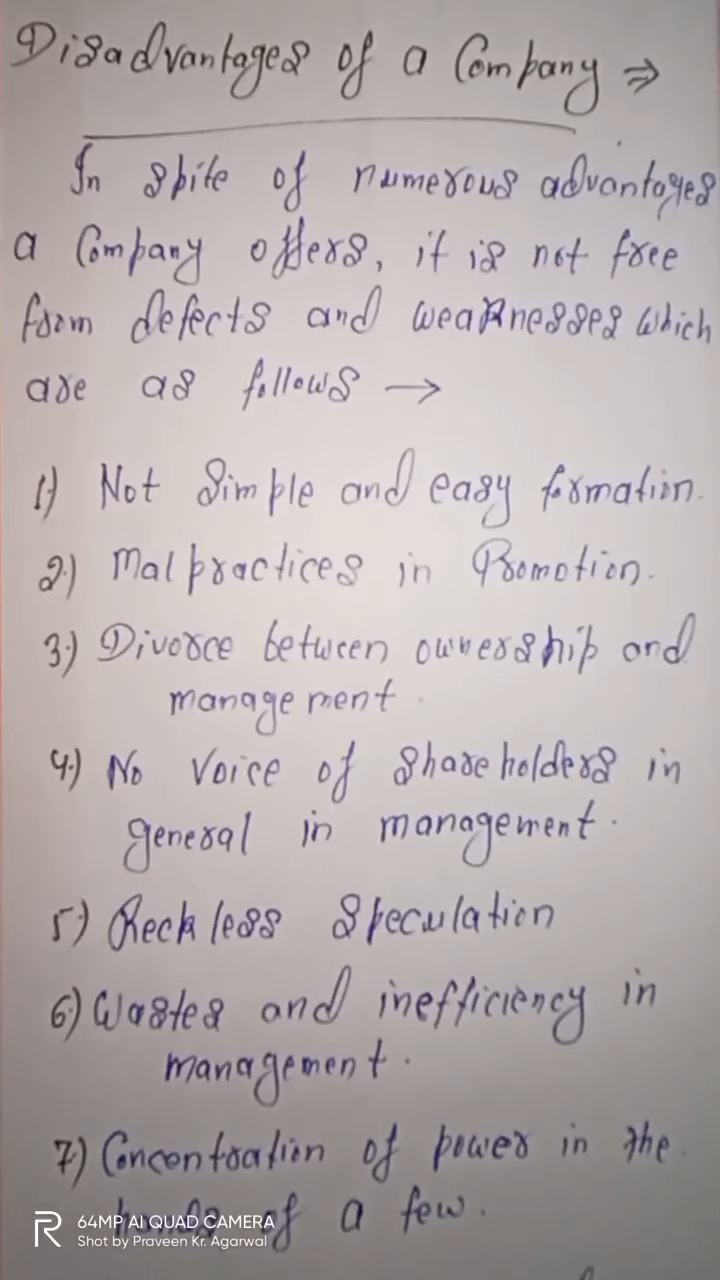 Disadvantages of a Company ⇒
In spite of numerous advantages
a Company offers, it is not free
from defects and weaknesses which
are as follows →
1.) Not Simple and easy formation.
2.) Malpractices in Promotion.
3.) Divorce between ownership and
management.
4.) No Voice of Shareholders in
general in management.
5.) Reckless Speculation
6.) Wastes and inefficiency in
management.
7.) Concentration of power in the
hands of a few.
64MP AI QUAD CAMERA
Shot by Praveen Kr. Agarwal